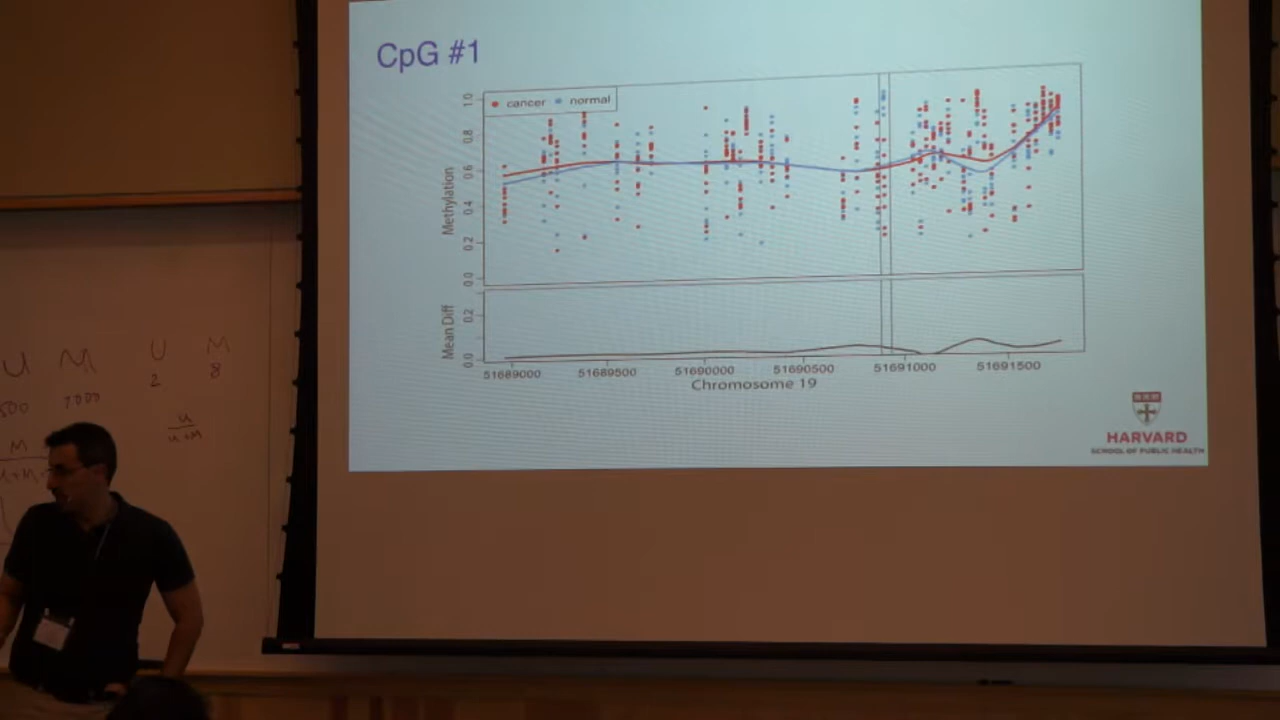 CpG #1
cancer normal
Methylation
1.0
0.8
0.6
0.4
0.2
0.0
Mean Diff
0.2
0.0
51689000 51689500 51690000 51690500 51691000 51691500
Chromosome 19
HARVARD
SCHOOL OF PUBLIC HEALTH
U M U M
2 8
M
u
u+M